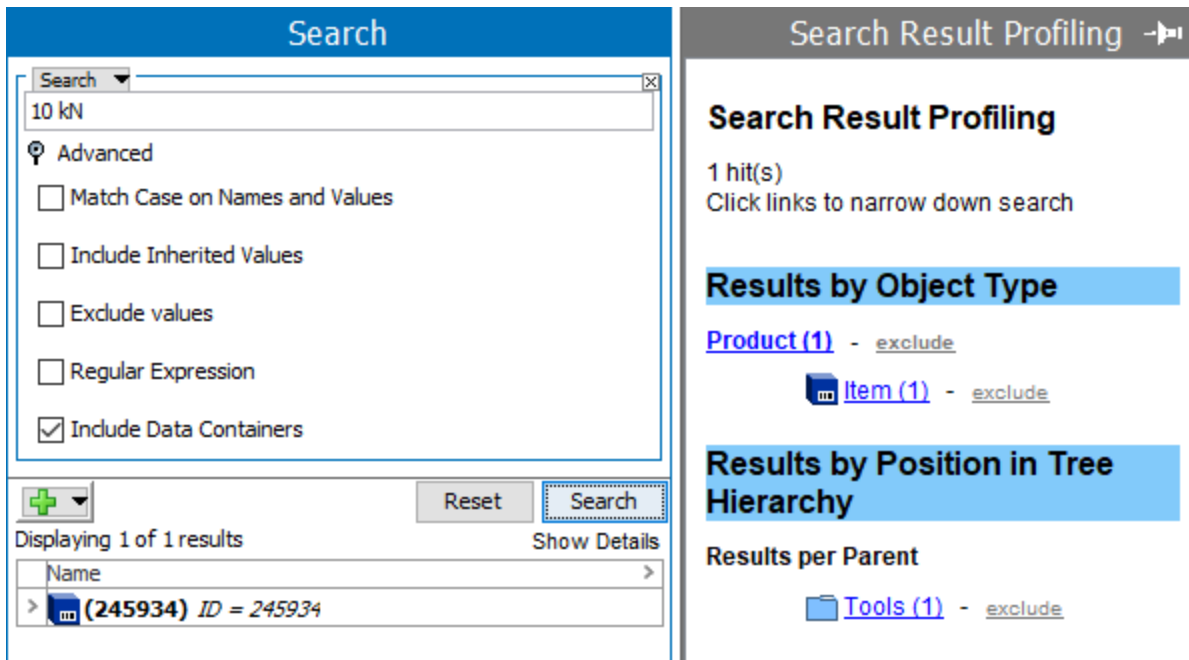 Search
Search
10 kN
Advanced
Match Case on Names and Values
Include Inherited Values
Exclude values
Regular Expression
Include Data Containers
Reset
Search
Displaying 1 of 1 results
Show Details
Name
(245934) ID = 245934
Search Result Profiling
Search Result Profiling
1 hit(s)
Click links to narrow down search
Results by Object Type
Product (1) - exclude
Item (1) - exclude
Results by Position in Tree
Hierarchy
Results per Parent
Tools (1) - exclude